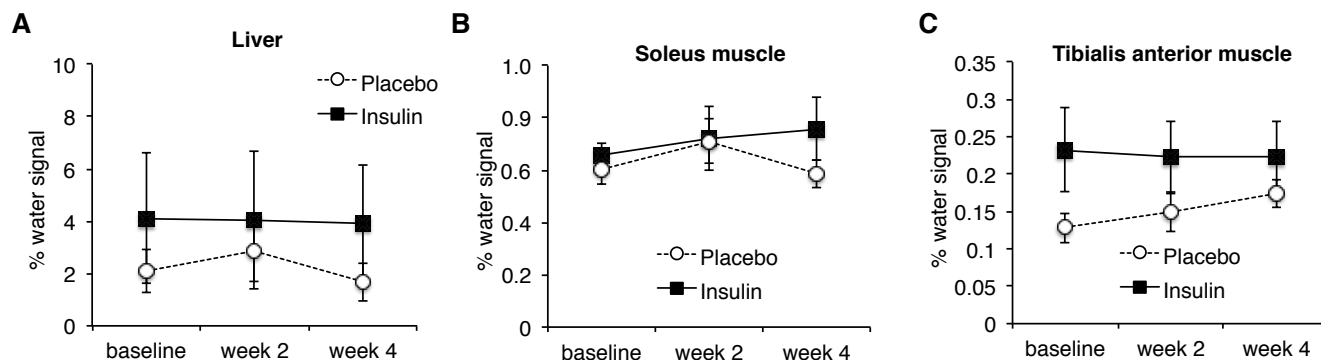 A
Liver
% water signal
10
8
6
4
2
0
Placebo
Insulin
baseline
week 2
week 4
B
Soleus muscle
% water signal
1.0
0.9
0.6
0.4
0.2
0.0
Placebo
Insulin
baseline
week 2
week 4
C
Tibialis anterior muscle
% water signal
0.35
0.3
0.25
0.2
0.15
0.1
0.05
0
Placebo
Insulin
baseline
week 2
week 4